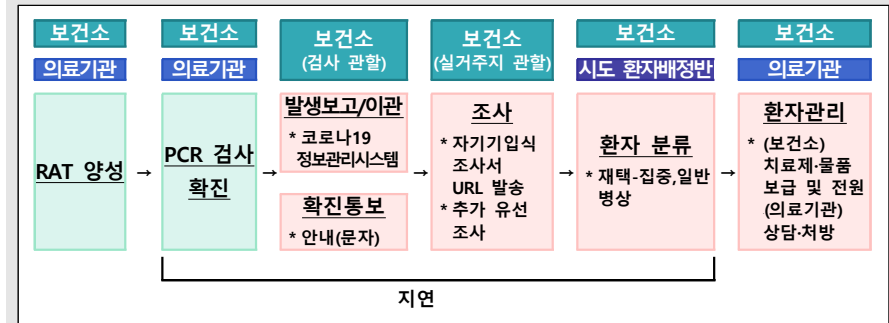 보건소
의료기관
RAT 양성
→
보건소
의료기관
PCR 검사
확진
→
보건소
(검사 관할)
발생보고/이관
* 코로나19
정보관리시스템
확진통보
* 안내(문자)
→
보건소
(실거주지 관할)
조사
* 자기기입식
조사서
URL 발송
* 추가 유선
조사
→
보건소
시도 환자배정반
환자 분류
* 재택-집중,일반
병상
→
보건소
의료기관
환자관리
* (보건소)
치료제·물품
보급 및 전원
(의료기관)
상담·처방
지연